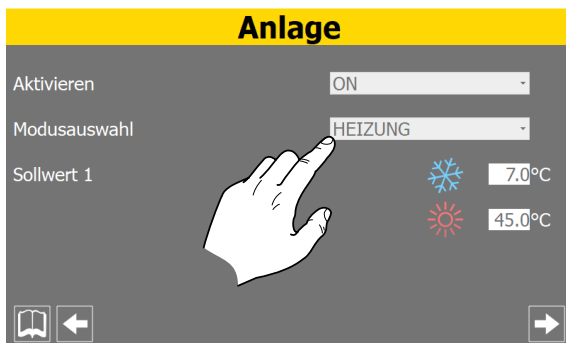 Anlage
Aktivieren ON
Modusauswahl HEIZUNG
Sollwert 1 7.0°C
45.0°C